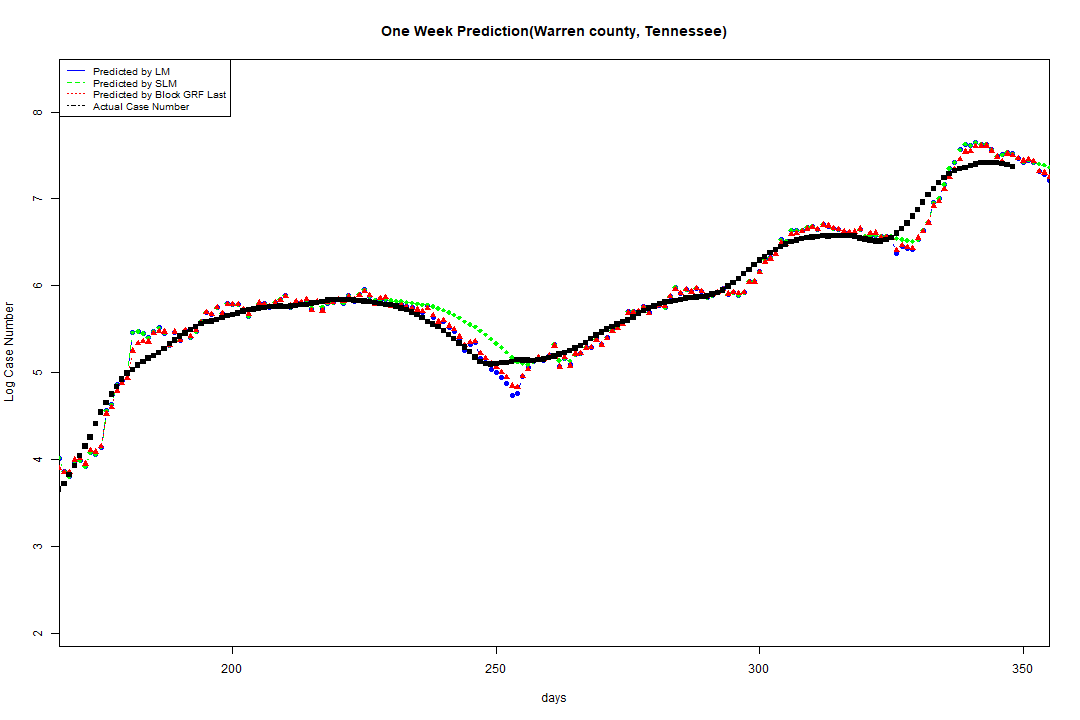 One Week Prediction(Warren county, Tennessee)
Predicted by LM
Predicted by SLM
Predicted by Block GRF Last
Actual Case Number
8
7
6
5
4
3
2
Log Case Number
200
250
300
350
days